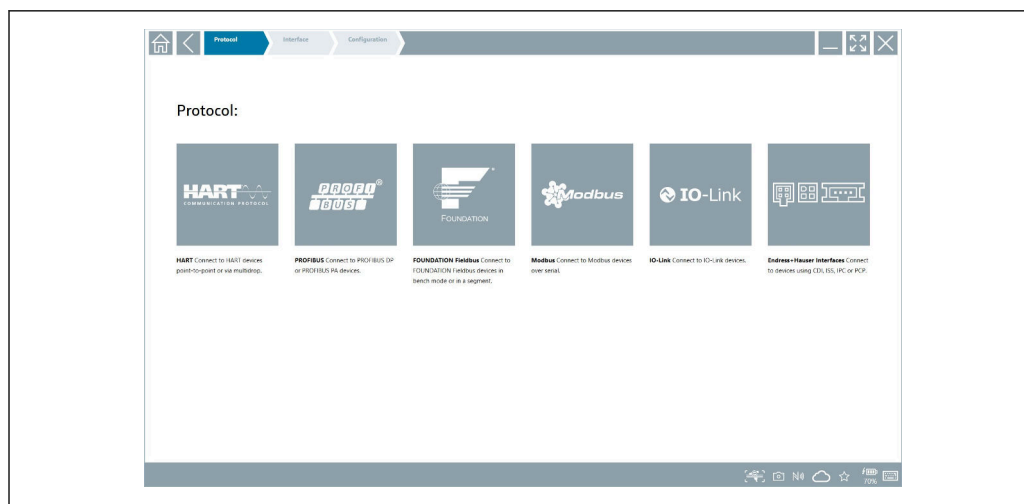 Protocol
Interface
Configuration
Protocol:
HART
COMMUNICATION PROTOCOL
PROFI
BUS
®
FOUNDATION
Modbus
IO-Link
HART Connect to HART devices
point-to-point or via multidrop.
PROFIBUS Connect to PROFIBUS DP
or PROFIBUS PA devices.
FOUNDATION Fieldbus Connect to
FOUNDATION Fieldbus devices in
bench mode or in a segment.
Modbus Connect to Modbus devices
over serial.
IO-Link Connect to IO-Link devices.
Endress+Hauser Interfaces Connect
to devices using CDI, ISS, IPC or PCP.
70%